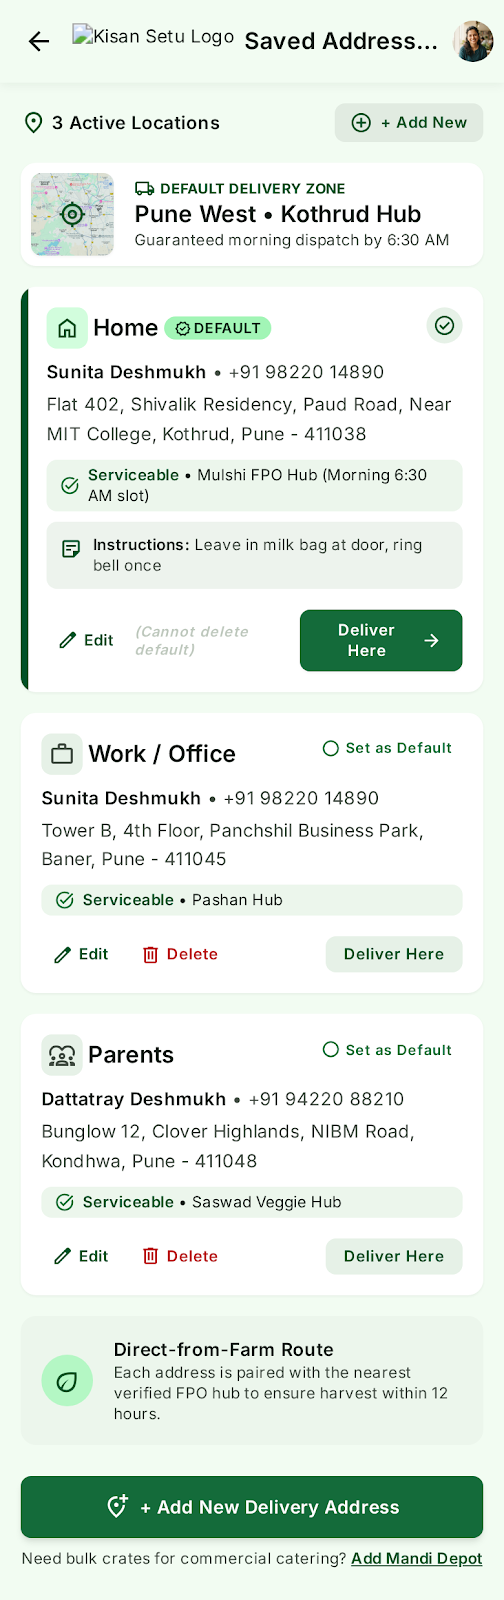 Kisan Setu Logo
Saved Address...
3 Active Locations
+ Add New
DEFAULT DELIVERY ZONE
Pune West • Kothrud Hub
Guaranteed morning dispatch by 6:30 AM
Home
DEFAULT
Sunita Deshmukh • +91 98220 14890
Flat 402, Shivalik Residency, Paud Road, Near
MIT College, Kothrud, Pune - 411038
Serviceable • Mulshi FPO Hub (Morning 6:30
AM slot)
Instructions: Leave in milk bag at door, ring
bell once
Edit
(Cannot delete
default)
Deliver
Here
Work / Office
Set as Default
Sunita Deshmukh • +91 98220 14890
Tower B, 4th Floor, Panchshil Business Park,
Baner, Pune - 411045
Serviceable • Pashan Hub
Edit
Delete
Deliver Here
Parents
Set as Default
Dattatray Deshmukh • +91 94220 88210
Bunglow 12, Clover Highlands, NIBM Road,
Kondhwa, Pune - 411048
Serviceable • Saswad Veggie Hub
Edit
Delete
Deliver Here
Direct-from-Farm Route
Each address is paired with the nearest
verified FPO hub to ensure harvest within 12
hours.
+ Add New Delivery Address
Need bulk crates for commercial catering? Add Mandi Depot